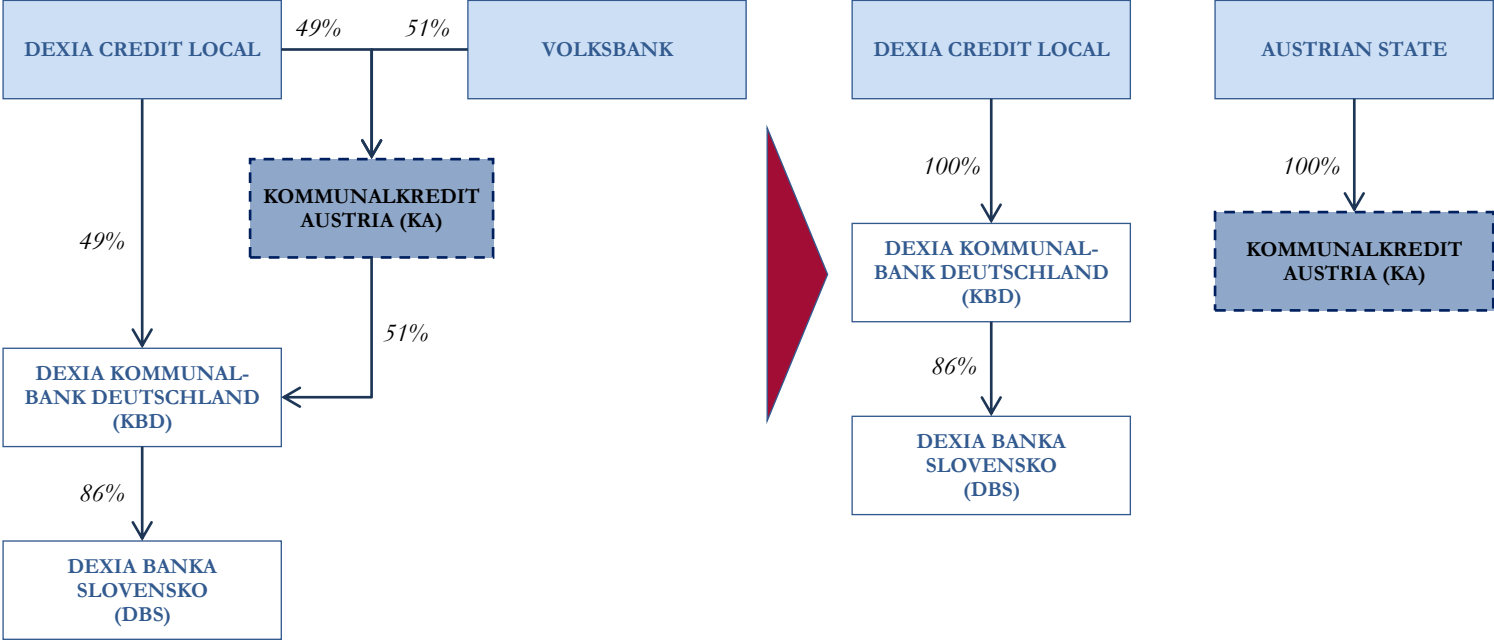 DEXIA CREDIT LOCAL
49%
51%
VOLKSBANK
KOMMUNALKREDIT
AUSTRIA (KA)
49%
51%
DEXIA KOMMUNAL-
BANK DEUTSCHLAND
(KBD)
86%
DEXIA BANKA
SLOVENSKO
(DBS)
DEXIA CREDIT LOCAL
100%
DEXIA KOMMUNAL-
BANK DEUTSCHLAND
(KBD)
86%
DEXIA BANKA
SLOVENSKO
(DBS)
AUSTRIAN STATE
100%
KOMMUNALKREDIT
AUSTRIA (KA)